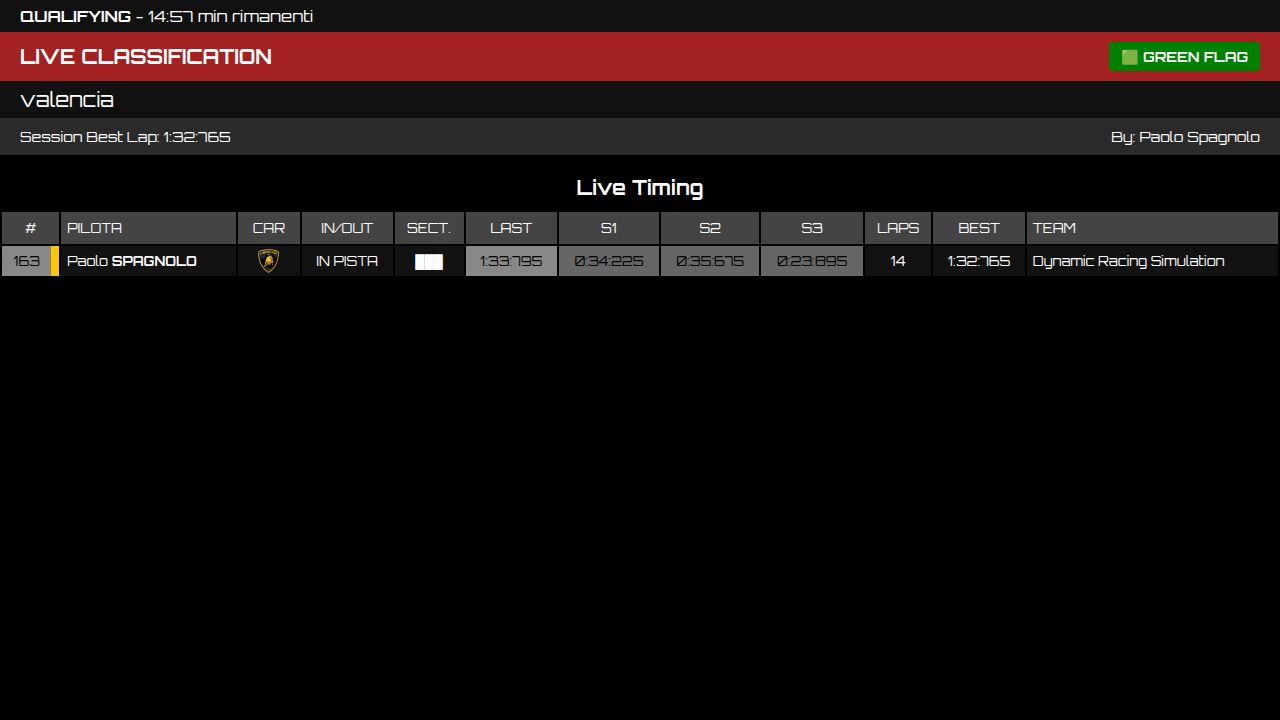 QUALIFYING - 14:57 min rimanenti
LIVE CLASSIFICATION
GREEN FLAG
valencia
Session Best Lap: 1:32:765
By: Paolo Spagnolo
Live Timing
# PILOTA CAR IN/OUT SECT. LAST S1 S2 S3 LAPS BEST TEAM
163 Paolo SPAGNOLO IN PISTA 1:33:795 0:34:225 0:35:675 0:23:895 14 1:32:765 Dynamic Racing Simulation